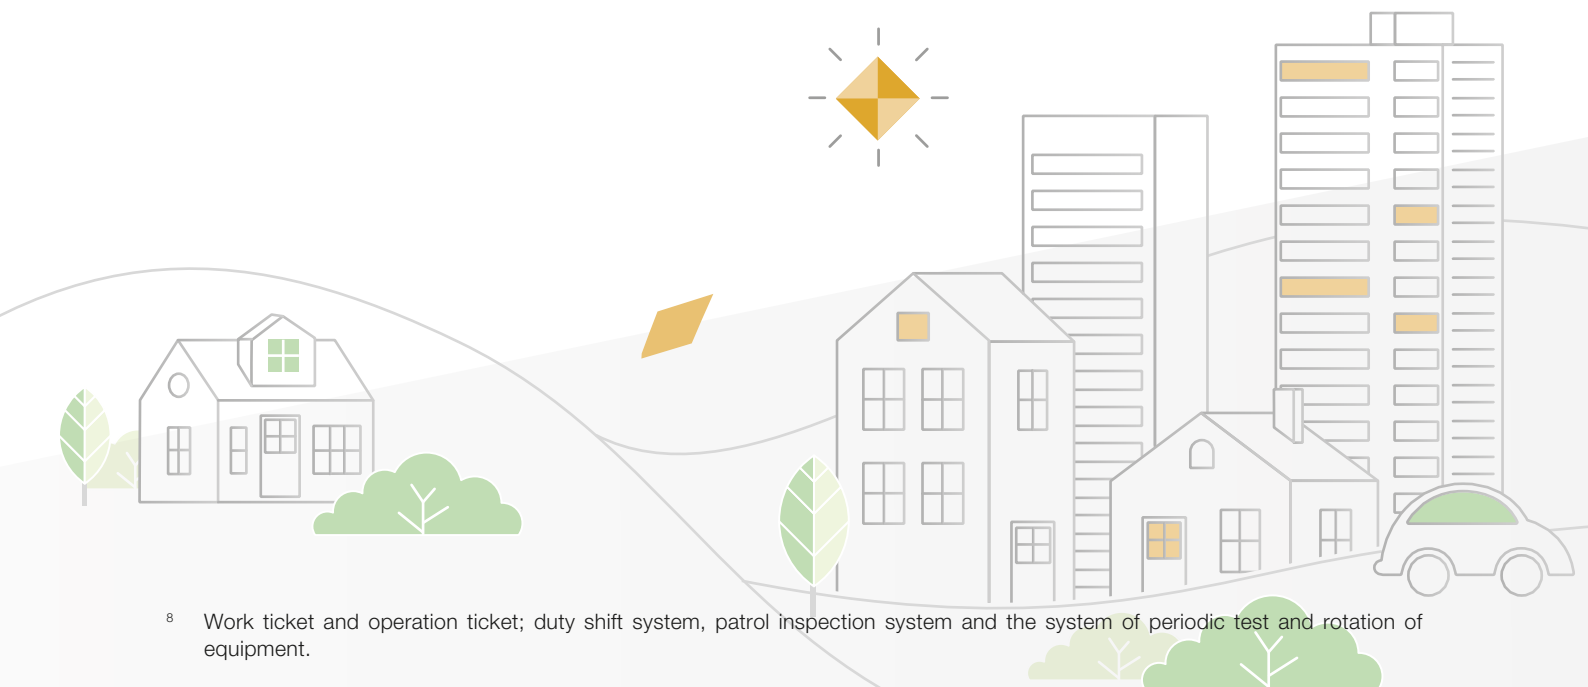 8 Work ticket and operation ticket; duty shift system, patrol inspection system and the system of periodic test and rotation of
equipment.